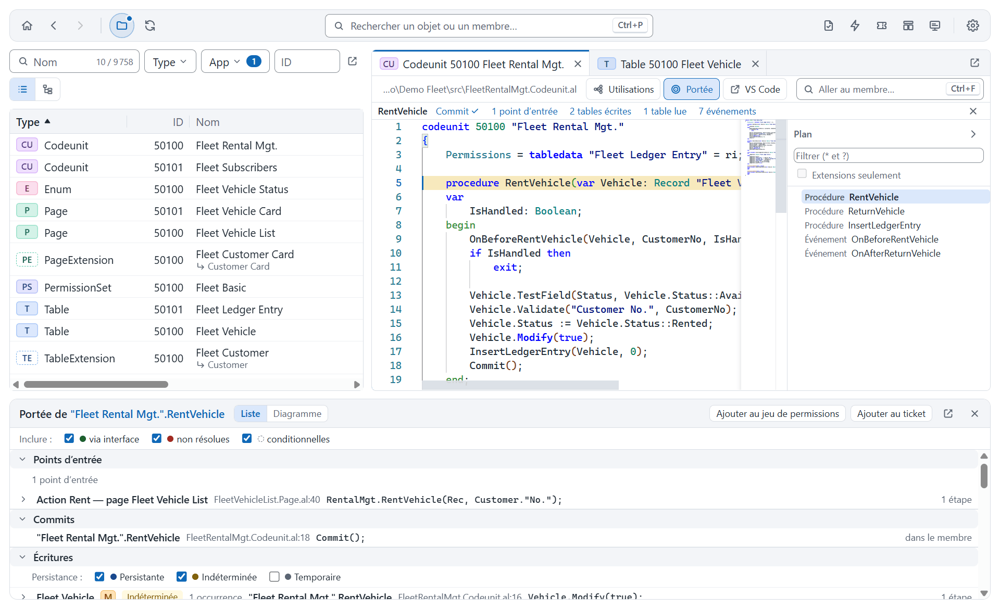 Rechercher un objet ou un membre... Ctrl+P
Nom 10 / 9 758 Type App 1 ID
CU Codeunit 50100 Fleet Rental Mgt. T Table 50100 Fleet Vehicle
...o\Demo Fleet\src\FleetRentalMgt.Codeunit.al Utilisations Portée VS Code Aller au membre... Ctrl+F
RentVehicle Commit ✓ 1 point d'entrée 2 tables écrites 1 table lue 7 événements
Type ID Nom
CU Codeunit 50100 Fleet Rental Mgt.
CU Codeunit 50101 Fleet Subscribers
E Enum 50100 Fleet Vehicle Status
P Page 50101 Fleet Vehicle Card
P Page 50100 Fleet Vehicle List
PE PageExtension 50100 Fleet Customer Card
↳ Customer Card
PS PermissionSet 50100 Fleet Basic
T Table 50101 Fleet Ledger Entry
T Table 50100 Fleet Vehicle
TE TableExtension 50100 Fleet Customer
↳ Customer
1 codeunit 50100 "Fleet Rental Mgt."
2 {
3 Permissions = tabledata "Fleet Ledger Entry" = ri;
4
5 procedure RentVehicle(var Vehicle: Record "Fleet V
6 var
7 IsHandled: Boolean;
8 begin
9 OnBeforeRentVehicle(Vehicle, CustomerNo, IsHan
10 if IsHandled then
11 exit;
12
13 Vehicle.TestField(Status, Vehicle.Status::Avai
14 Vehicle.Validate("Customer No.", CustomerNo);
15 Vehicle.Status := Vehicle.Status::Rented;
16 Vehicle.Modify(true);
17 InsertLedgerEntry(Vehicle, 0);
18 Commit();
19 end;
Plan
Filtrer (* et ?)
Extensions seulement
Procédure RentVehicle
Procédure ReturnVehicle
Procédure InsertLedgerEntry
Événement OnBeforeRentVehicle
Événement OnAfterReturnVehicle
Portée de "Fleet Rental Mgt.".RentVehicle Liste Diagramme Ajouter au jeu de permissions Ajouter au ticket
Inclure : via interface non résolues conditionnelles
Points d'entrée
1 point d'entrée
Action Rent — page Fleet Vehicle List FleetVehicleList.Page.al:40 RentalMgt.RentVehicle(Rec, Customer."No."); 1 étape
Commits
"Fleet Rental Mgt.".RentVehicle FleetRentalMgt.Codeunit.al:18 Commit(); dans le membre
Écritures
Persistance : Persistante Indéterminée Temporaire
Fleet Vehicle M Indéterminée 1 occurrence "Fleet Rental Mgt.".RentVehicle FleetRentalMgt.Codeunit.al:16 Vehicle.Modify(true); 1 étape